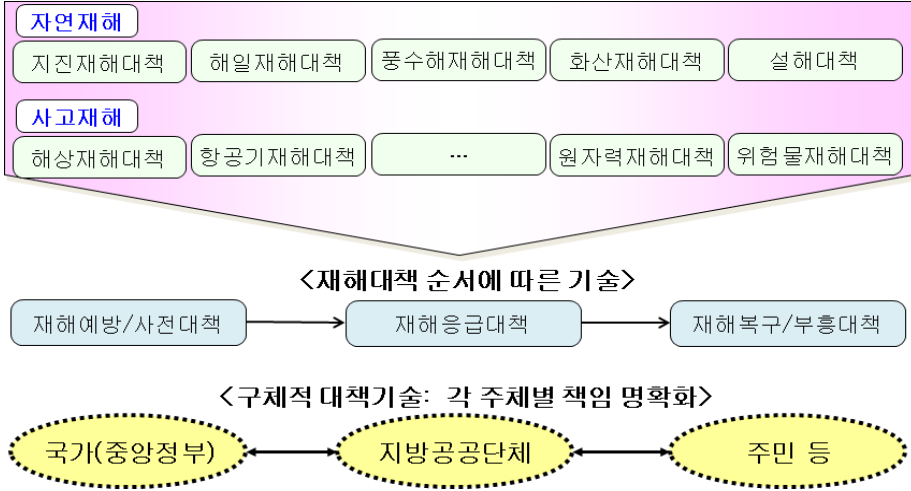 자연재해
지진재해대책 해일재해대책 풍수해재해대책 화산재해대책 설해대책
사고재해
해상재해대책 항공기재해대책 ... 원자력재해대책 위험물재해대책
<재해대책 순서에 따른 기술>
재해예방/사전대책 재해응급대책 재해복구/부흥대책
<구체적 대책기술: 각 주체별 책임 명확화>
국가(중앙정부) 지방공공단체 주민 등